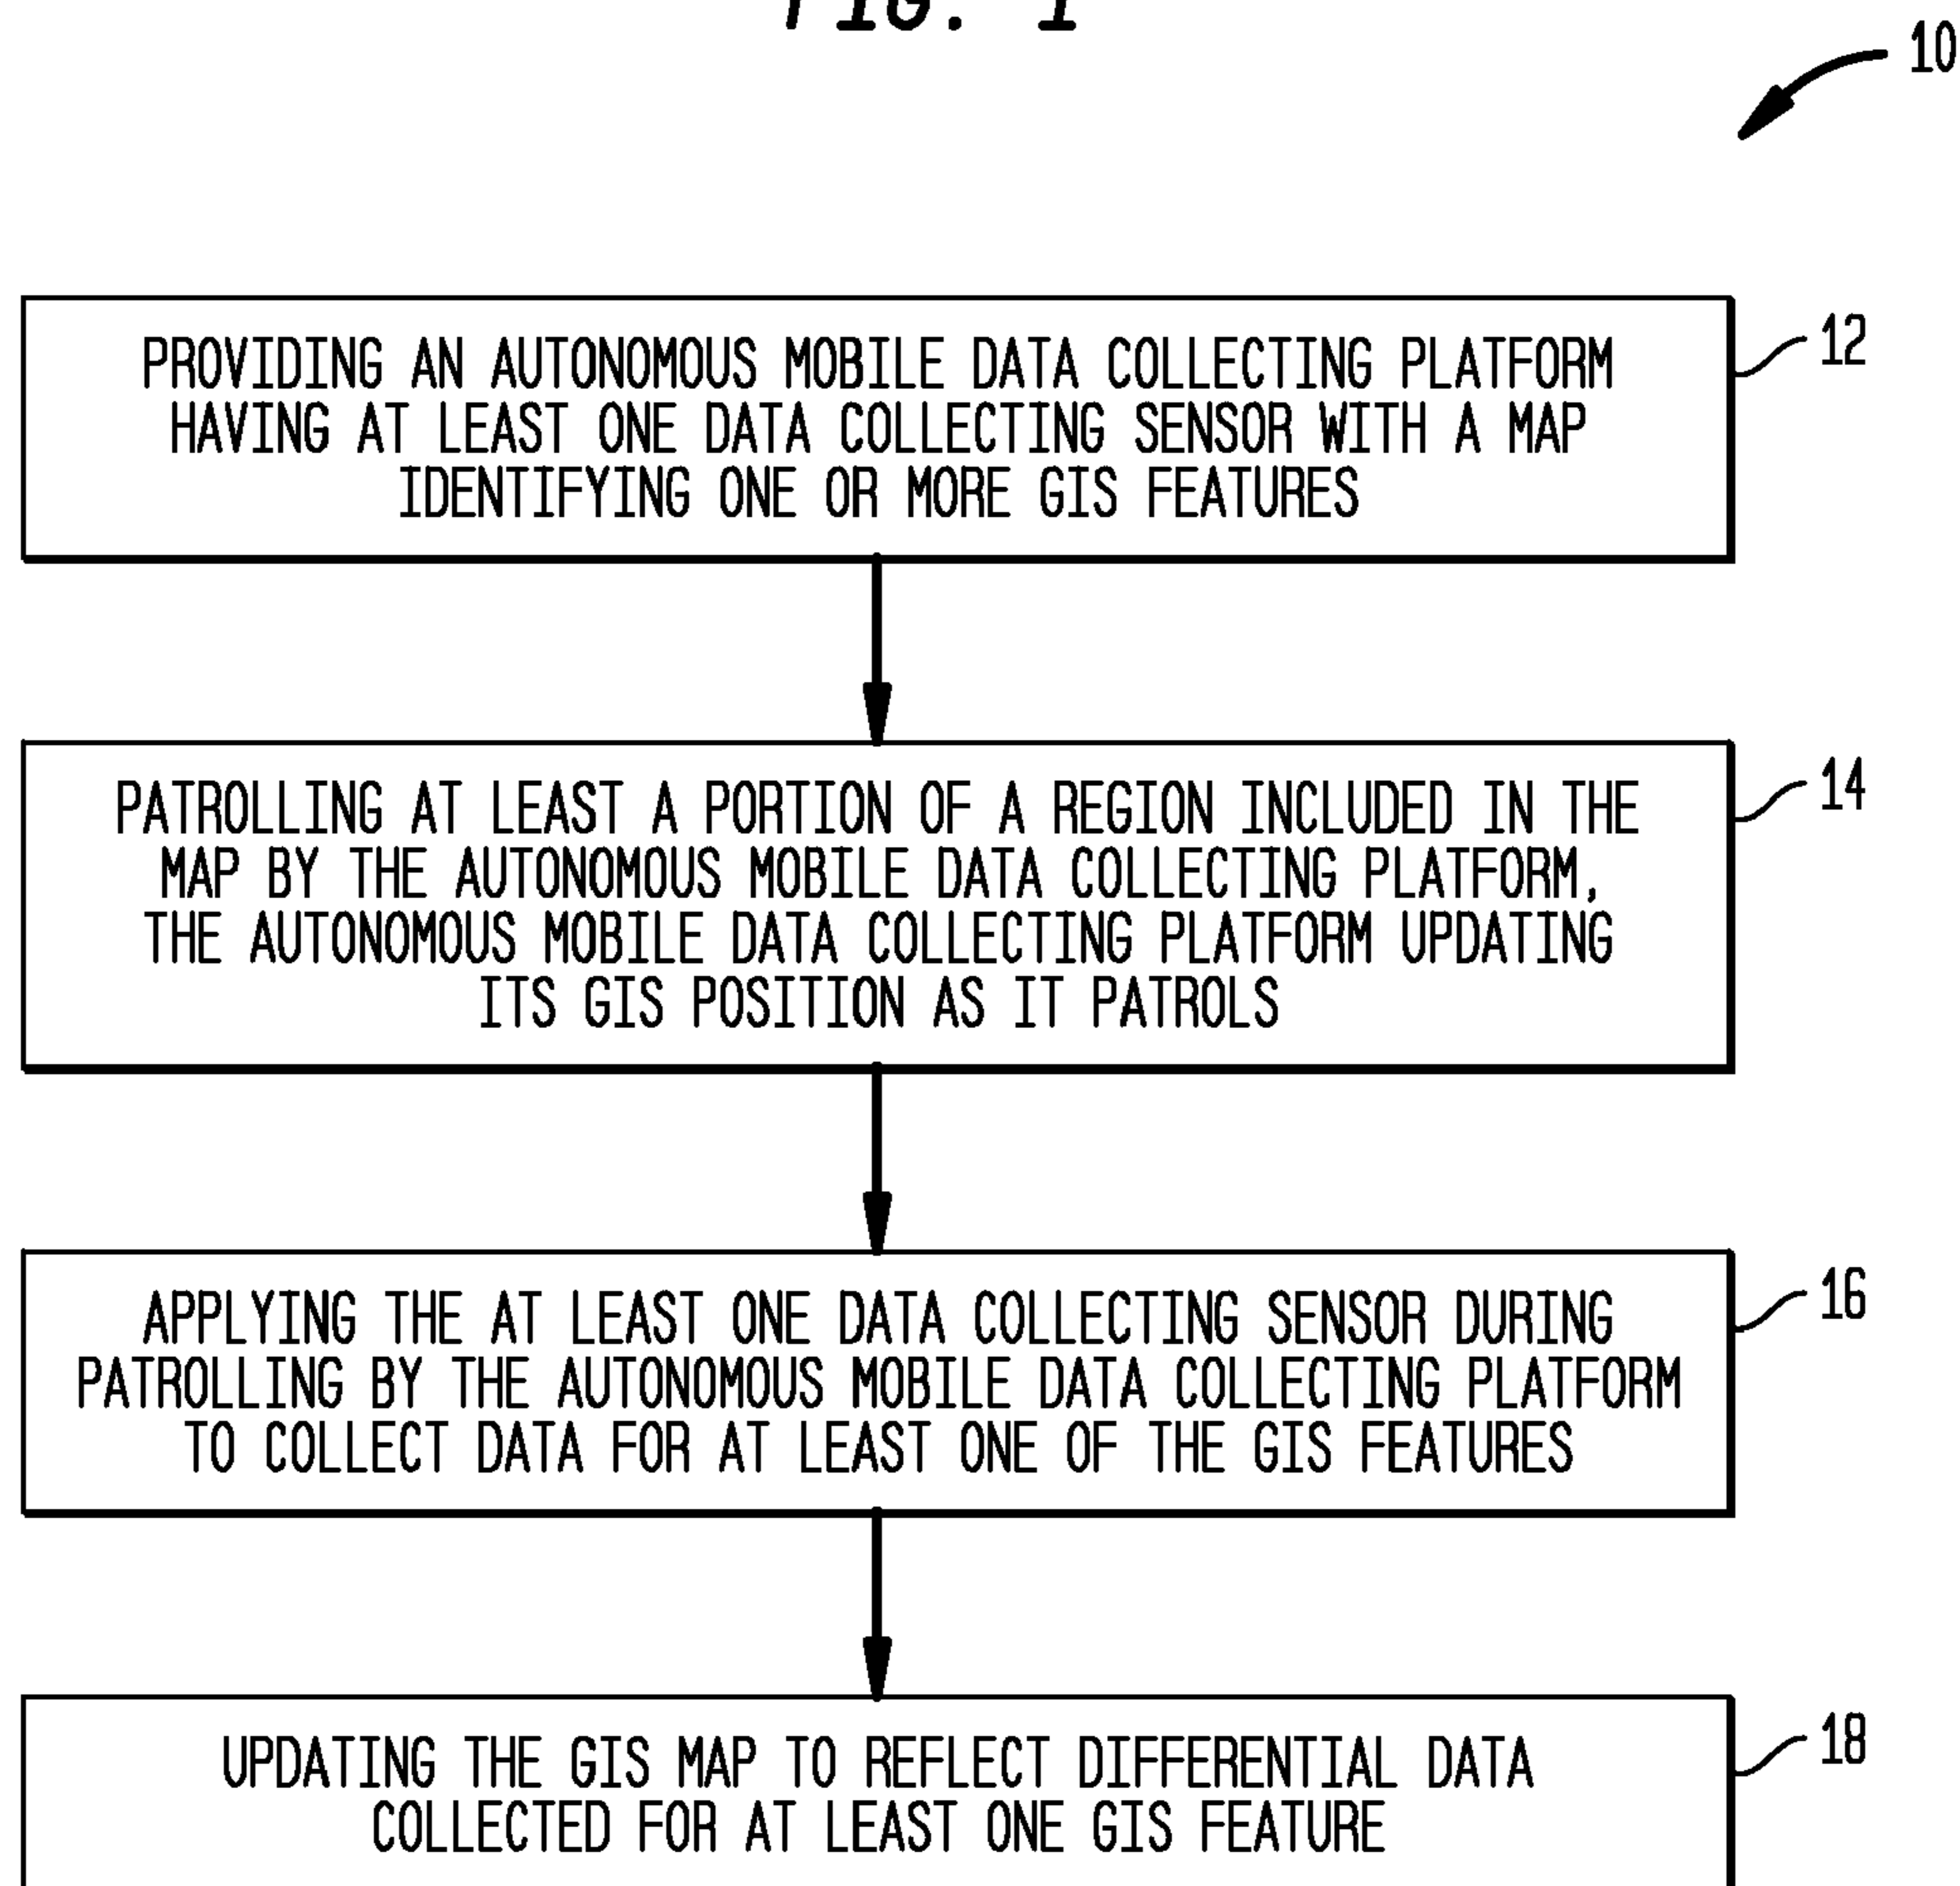 FIG. 1
10
PROVIDING AN AUTONOMOUS MOBILE DATA COLLECTING PLATFORM
HAVING AT LEAST ONE DATA COLLECTING SENSOR WITH A MAP
IDENTIFYING ONE OR MORE GIS FEATURES
12
PATROLLING AT LEAST A PORTION OF A REGION INCLUDED IN THE
MAP BY THE AUTONOMOUS MOBILE DATA COLLECTING PLATFORM,
THE AUTONOMOUS MOBILE DATA COLLECTING PLATFORM UPDATING
ITS GIS POSITION AS IT PATROLS
14
APPLYING THE AT LEAST ONE DATA COLLECTING SENSOR DURING
PATROLLING BY THE AUTONOMOUS MOBILE DATA COLLECTING PLATFORM
TO COLLECT DATA FOR AT LEAST ONE OF THE GIS FEATURES
16
UPDATING THE GIS MAP TO REFLECT DIFFERENTIAL DATA
COLLECTED FOR AT LEAST ONE GIS FEATURE
18